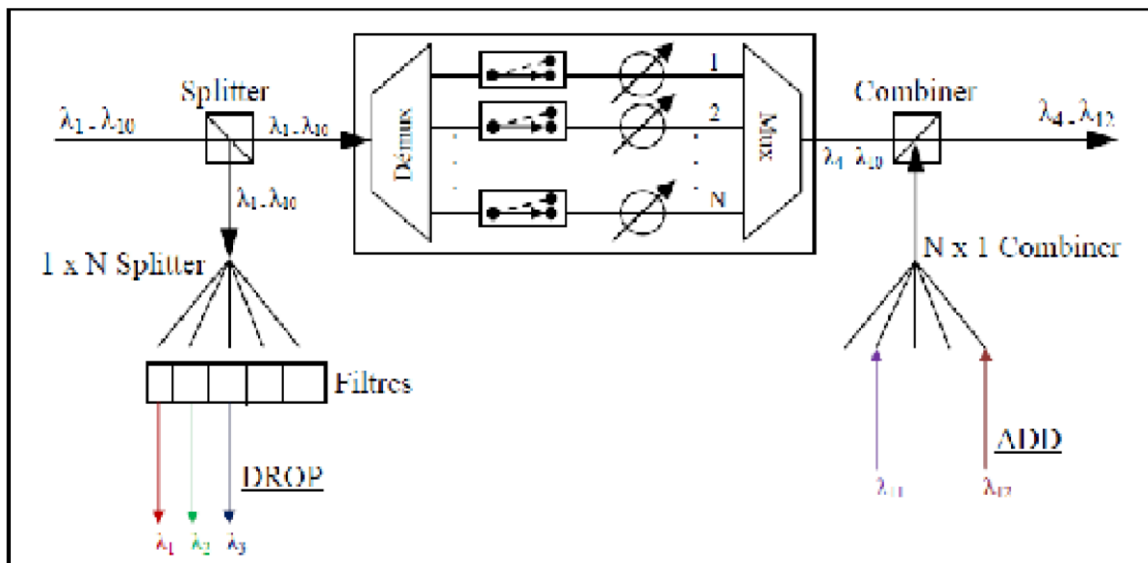 Splitter
λ1 - λ10
λ1 - λ10
λ1 - λ10
1 x N Splitter
Filtres
DROP
λ1 λ2 λ3
Démux
1
2
N
Mux
λ4 λ10
Combiner
λ4 - λ12
N x 1 Combiner
ADD
λ11
λ12